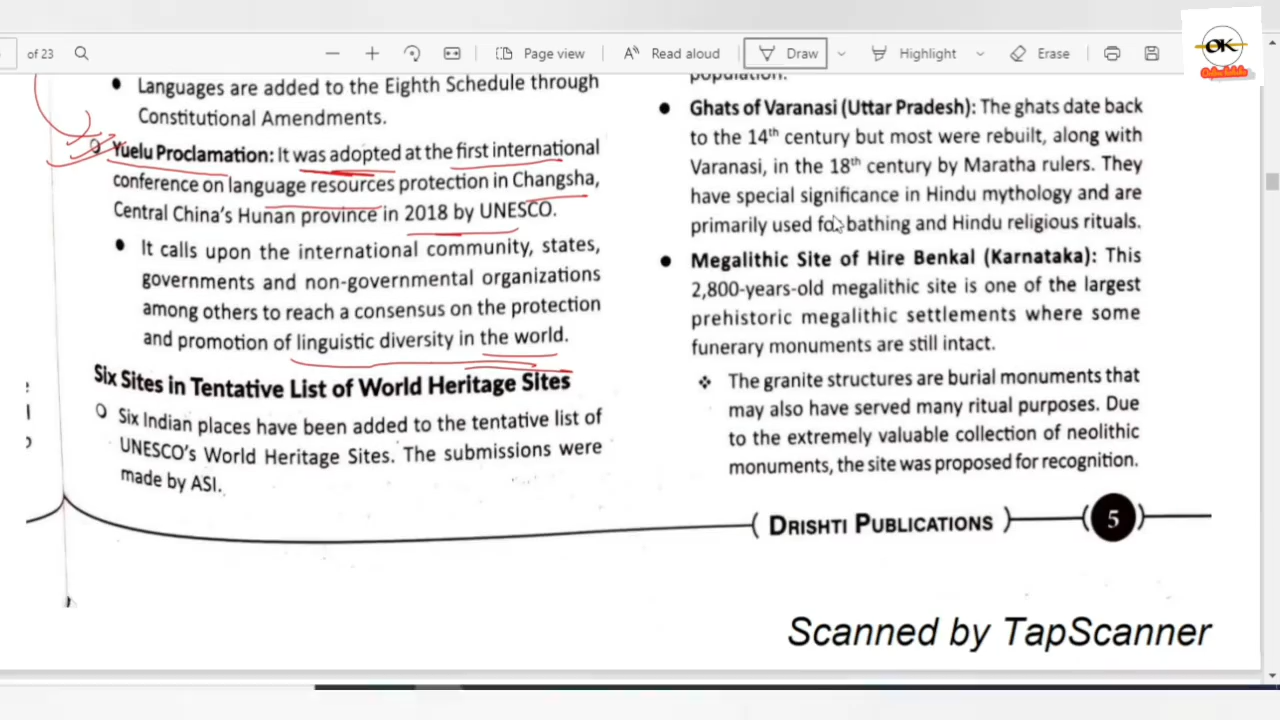 of 23
Page view
Read aloud
Draw
Highlight
Erase
OK
Languages are added to the Eighth Schedule through
Constitutional Amendments.
Yuelu Proclamation: It was adopted at the first international
conference on language resources protection in Changsha,
Central China's Hunan province in 2018 by UNESCO.
It calls upon the international community, states,
governments and non-governmental organizations
among others to reach a consensus on the protection
and promotion of linguistic diversity in the world.
Six Sites in Tentative List of World Heritage Sites
Six Indian places have been added to the tentative list of
UNESCO's World Heritage Sites. The submissions were
made by ASI.
population.
Ghats of Varanasi (Uttar Pradesh): The ghats date back
to the 14th century but most were rebuilt, along with
Varanasi, in the 18th century by Maratha rulers. They
have special significance in Hindu mythology and are
primarily used for bathing and Hindu religious rituals.
Megalithic Site of Hire Benkal (Karnataka): This
2,800-years-old megalithic site is one of the largest
prehistoric megalithic settlements where some
funerary monuments are still intact.
The granite structures are burial monuments that
may also have served many ritual purposes. Due
to the extremely valuable collection of neolithic
monuments, the site was proposed for recognition.
DRISHTI PUBLICATIONS 5
Scanned by TapScanner